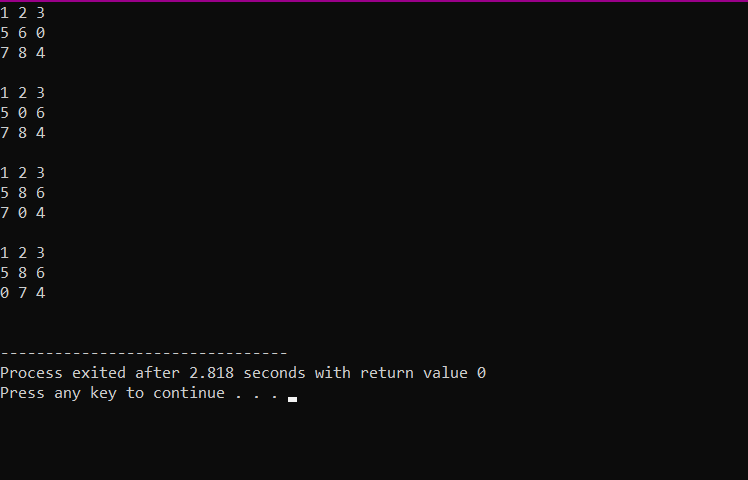 1 2 3
5 6 0
7 8 4
1 2 3
5 0 6
7 8 4
1 2 3
5 8 6
7 0 4
1 2 3
5 8 6
0 7 4
--------------------------------
Process exited after 2.818 seconds with return value 0
Press any key to continue . . .